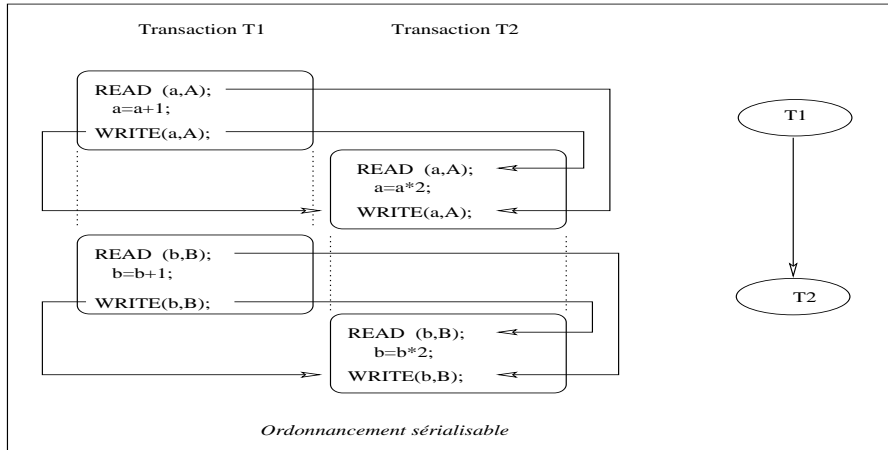 Transaction T1
Transaction T2
READ (a,A);
a=a+1;
WRITE(a,A);
READ (a,A);
a=a*2;
WRITE(a,A);
READ (b,B);
b=b+1;
WRITE(b,B);
READ (b,B);
b=b*2;
WRITE(b,B);
T1
T2
Ordonnancement sérialisable